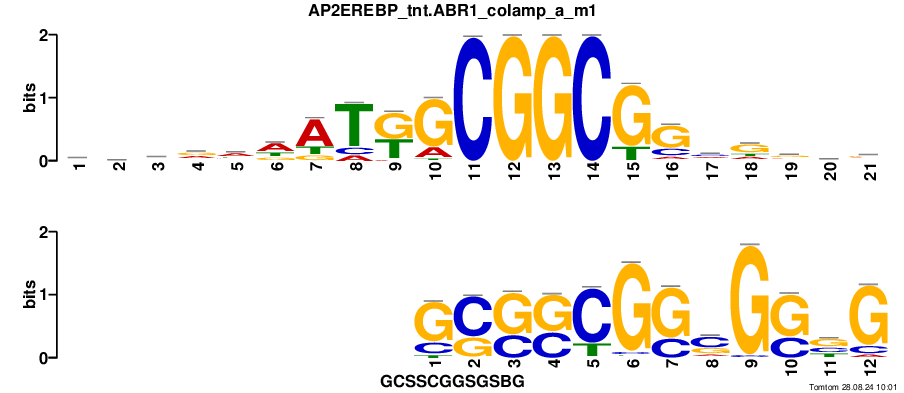 AP2EREBP_tnt.ABR1_colamp_a_m1
2
1
0
bits
1 2 3 4 5 6 7 8 9 10 11 12 13 14 15 16 17 18 19 20 21
A A T G G C G G C G G G
2
1
0
bits
G C G G C G G C G G G G
1 2 3 4 5 6 7 8 9 10 11 12
GCSSCGGSGSBG
Tomtom 28.08.24 10:01